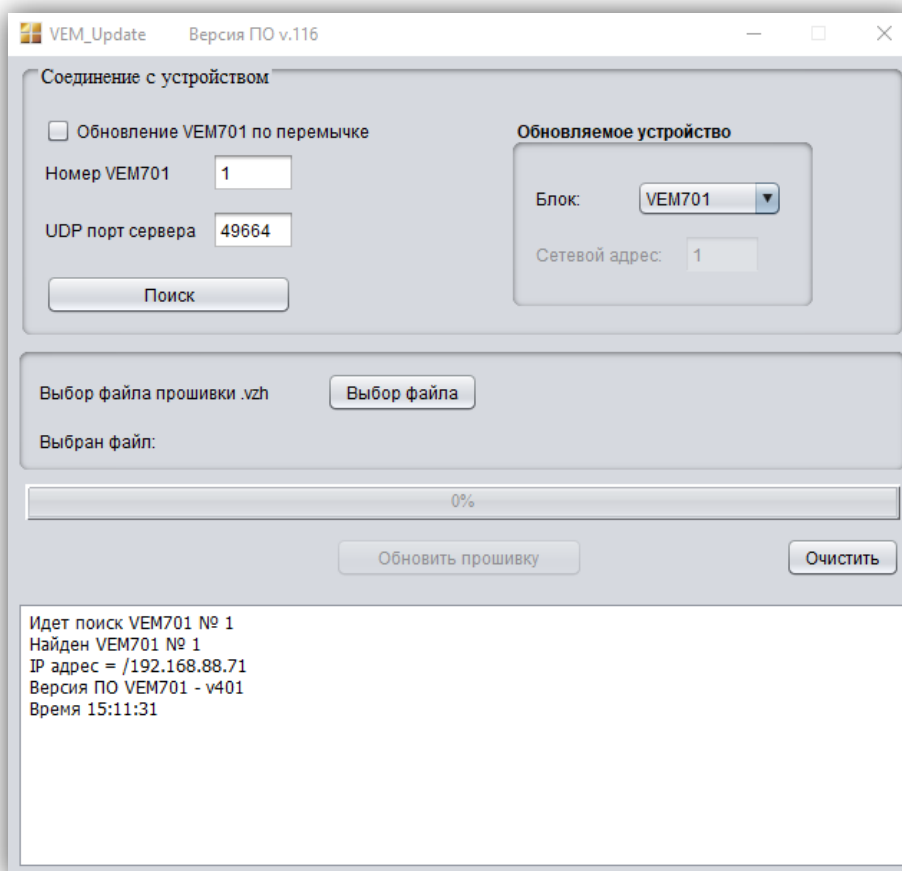 VEM_Update Версия ПО v.116
Соединение с устройством
Обновление VEM701 по перемычке
Номер VEM701 1
UDP порт сервера 49664
Поиск
Обновляемое устройство
Блок: VEM701
Сетевой адрес: 1
Выбор файла прошивки .vzh Выбор файла
Выбран файл:
0%
Обновить прошивку Очистить
Идет поиск VEM701 № 1
Найден VEM701 № 1
IP адрес = /192.168.88.71
Версия ПО VEM701 - v401
Время 15:11:31